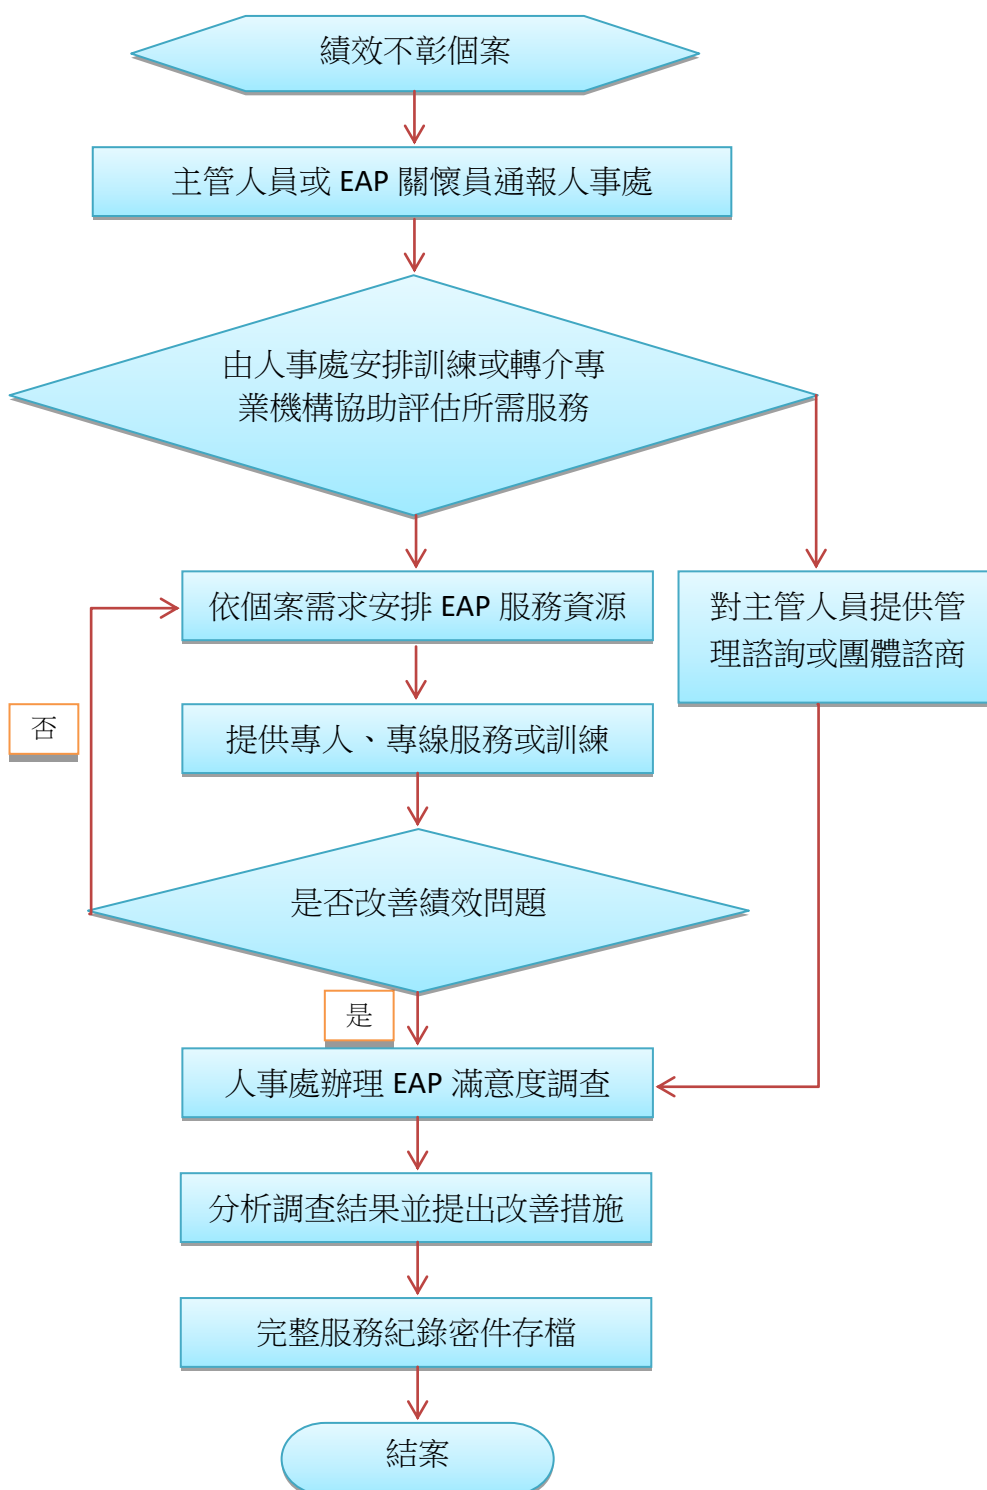 績效不彰個案
主管人員或 EAP 關懷員通報人事處
由人事處安排訓練或轉介專
業機構協助評估所需服務
依個案需求安排 EAP 服務資源
對主管人員提供管
理諮詢或團體諮商
否
提供專人、專線服務或訓練
是否改善績效問題
是
人事處辦理 EAP 滿意度調查
分析調查結果並提出改善措施
完整服務紀錄密件存檔
結案